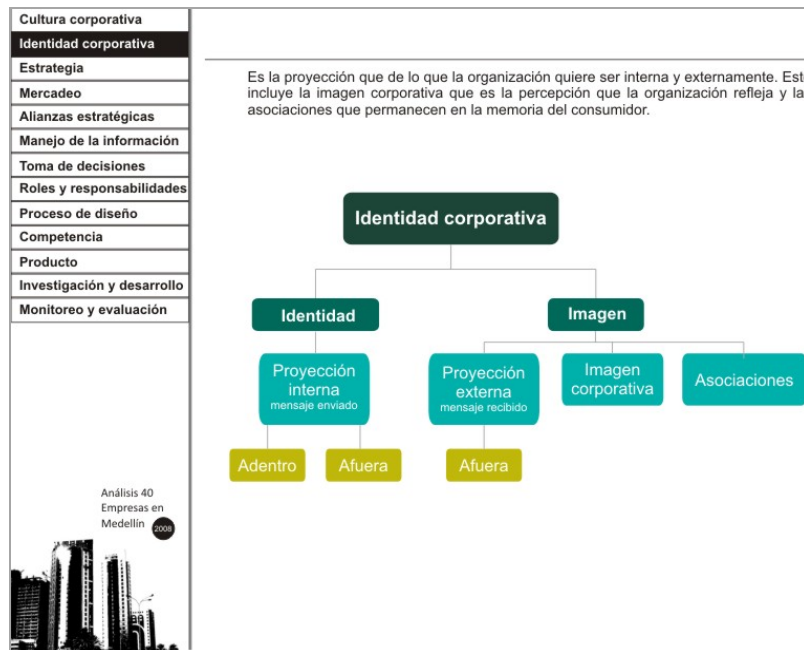 Cultura corporativa
Identidad corporativa
Estrategia
Mercadeo
Alianzas estratégicas
Manejo de la información
Toma de decisiones
Roles y responsabilidades
Proceso de diseño
Competencia
Producto
Investigación y desarrollo
Monitoreo y evaluación
Es la proyección que de lo que la organización quiere ser interna y externamente. Est
incluye la imagen corporativa que es la percepción que la organización refleja y la
asociaciones que permanecen en la memoria del consumidor.
Identidad corporativa
Identidad
Imagen
Proyección
interna
mensaje enviado
Proyección
externa
mensaje recibido
Imagen
corporativa
Asociaciones
Adentro
Afuera
Afuera
Análisis 40
Empresas en
Medellín
2008